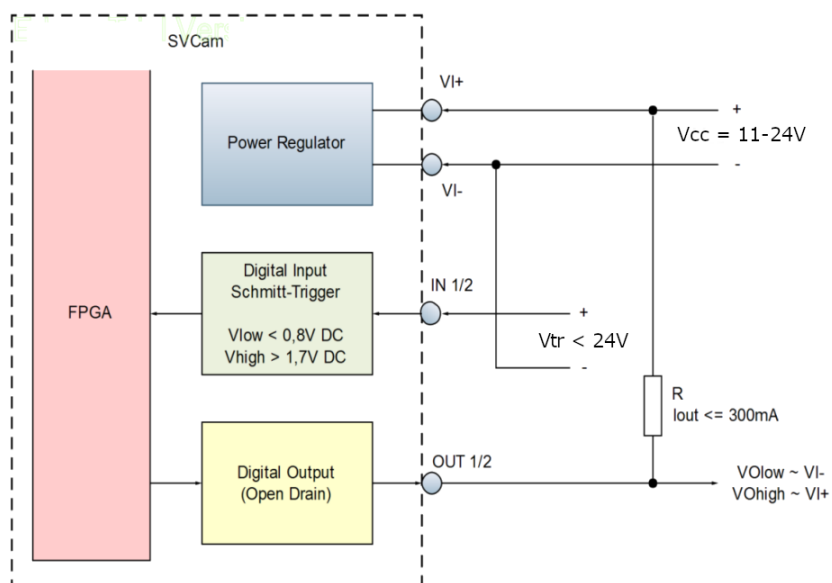 SVCam
VI+
Power Regulator
+
Vcc = 11-24V
-
VI-
Digital Input
Schmitt-Trigger
Vlow < 0,8V DC
Vhigh > 1,7V DC
IN 1/2
+
Vtr < 24V
-
FPGA
R
Iout <= 300mA
Digital Output
(Open Drain)
OUT 1/2
VOlow ~ VI-
VOhigh ~ VI+